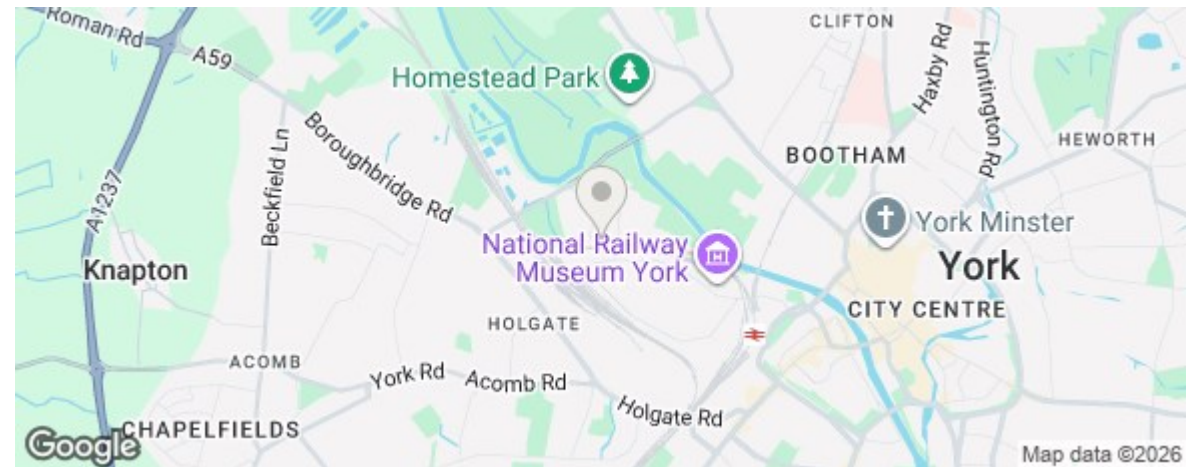 Roman Rd
A59
CLIFTON
Haxby Rd
Huntington Rd
Homestead Park
HEWORTH
Boroughbridge Rd
Beckfield Ln
BOOTHAM
A1237
York Minster
National Railway
Museum York
Knapton
York
CITY CENTRE
HOLGATE
ACOMB
York Rd
Acomb Rd
Holgate Rd
CHAPELFIELDS
Google
Map data ©2026